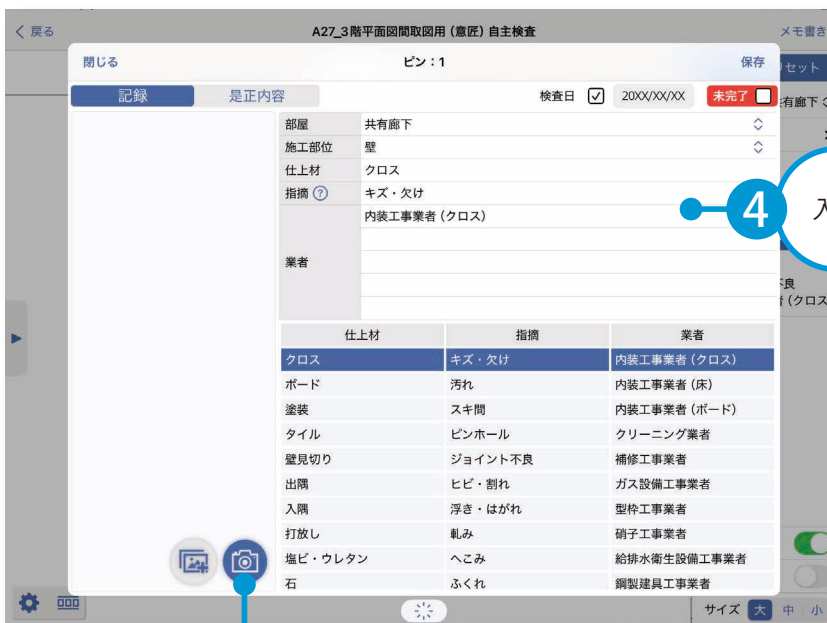 戻る
A27_3階平面図間取図用 (意匠) 自主検査
メモ書き
閉じる
ピン：1
保存
セット
記録
是正内容
検査日
20XX/XX/XX
未完了
有廊下
部屋
共有廊下
施工部位
壁
仕上材
クロス
指摘 ?
キズ・欠け
業者
内装工事業者 (クロス)
4
入
不良
(クロス
仕上材 指摘 業者
クロス キズ・欠け 内装工事業者 (クロス)
ボード 汚れ 内装工事業者 (床)
塗装 スキ間 内装工事業者 (ボード)
タイル ピンホール クリーニング業者
壁見切り ジョイント不良 補修工事業者
出隅 ヒビ・割れ ガス設備工事業者
入隅 浮き・はがれ 型枠工事業者
打放し 軋み 硝子工事業者
塩ビ・ウレタン へこみ 給排水衛生設備工事業者
石 ふくれ 鋼製建具工事業者
サイズ 大 中 小